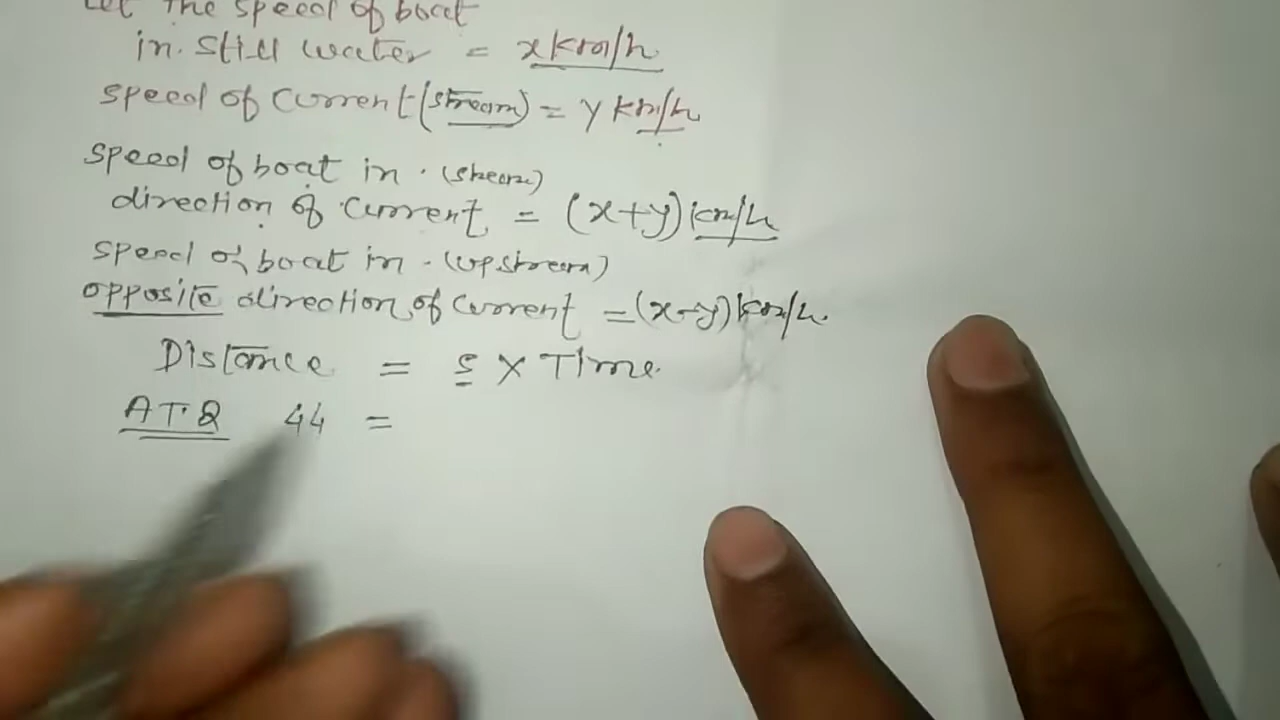 Let the speed of boat
in still water = x km/h
speed of current (stream) = y km/h
speed of boat in (stream)
direction of current = (x+y) km/h
speed of boat in (upstream)
opposite direction of current = (x-y) km/h.
Distance = S X Time
A T Q 44 =